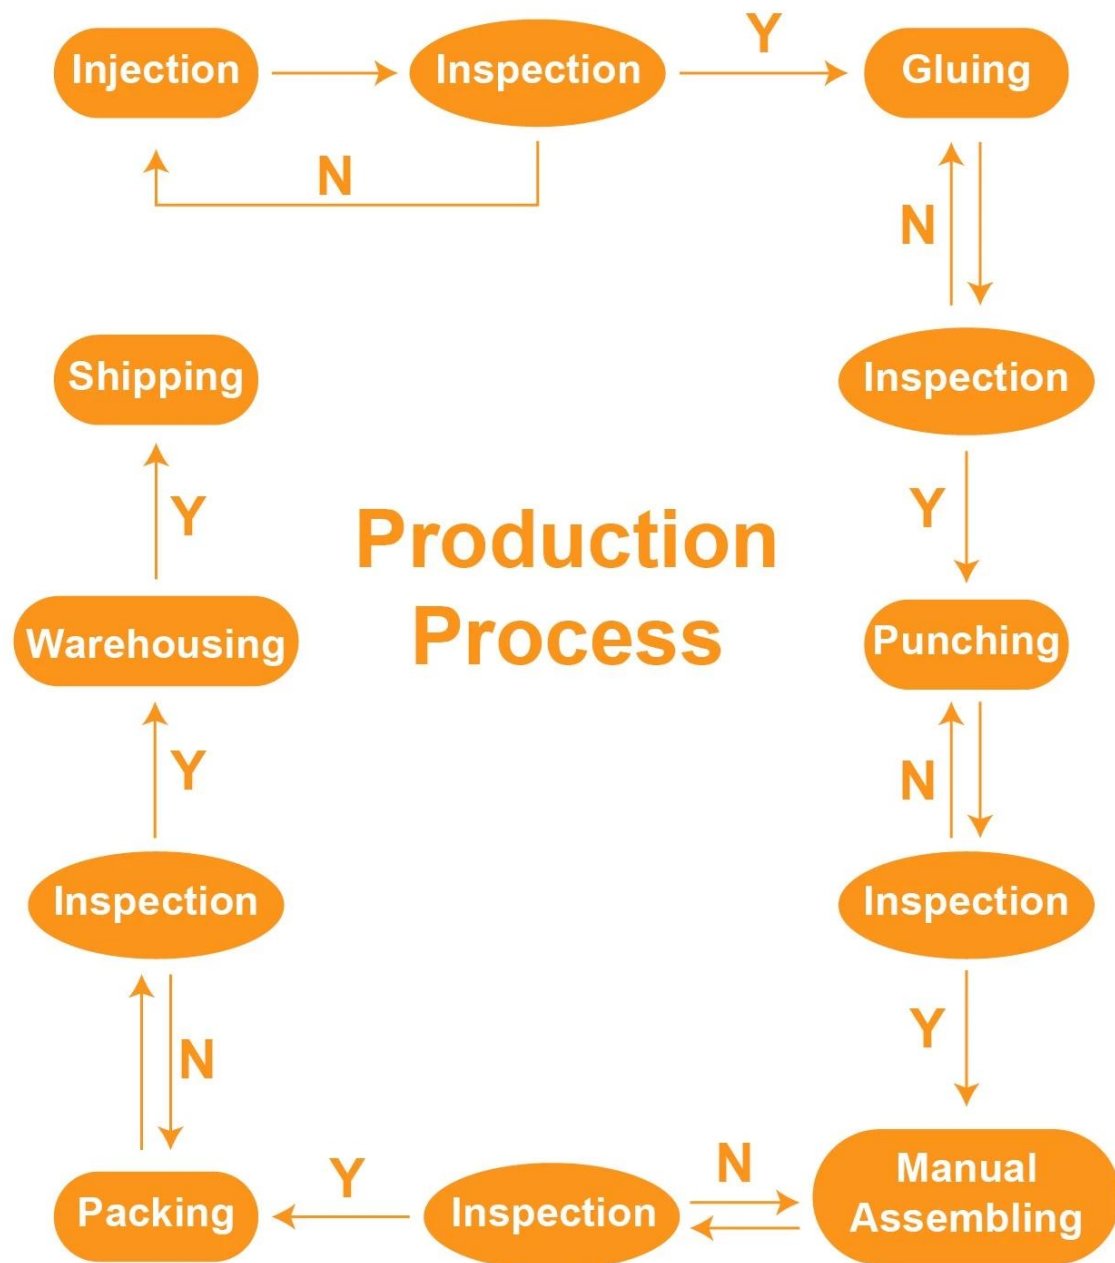 Injection
Inspection
Y
Gluing
N
N
Inspection
Y
Punching
N
Inspection
Y
Manual
Assembling
N
Inspection
Y
Packing
N
Inspection
Y
Warehousing
Y
Shipping
Production
Process